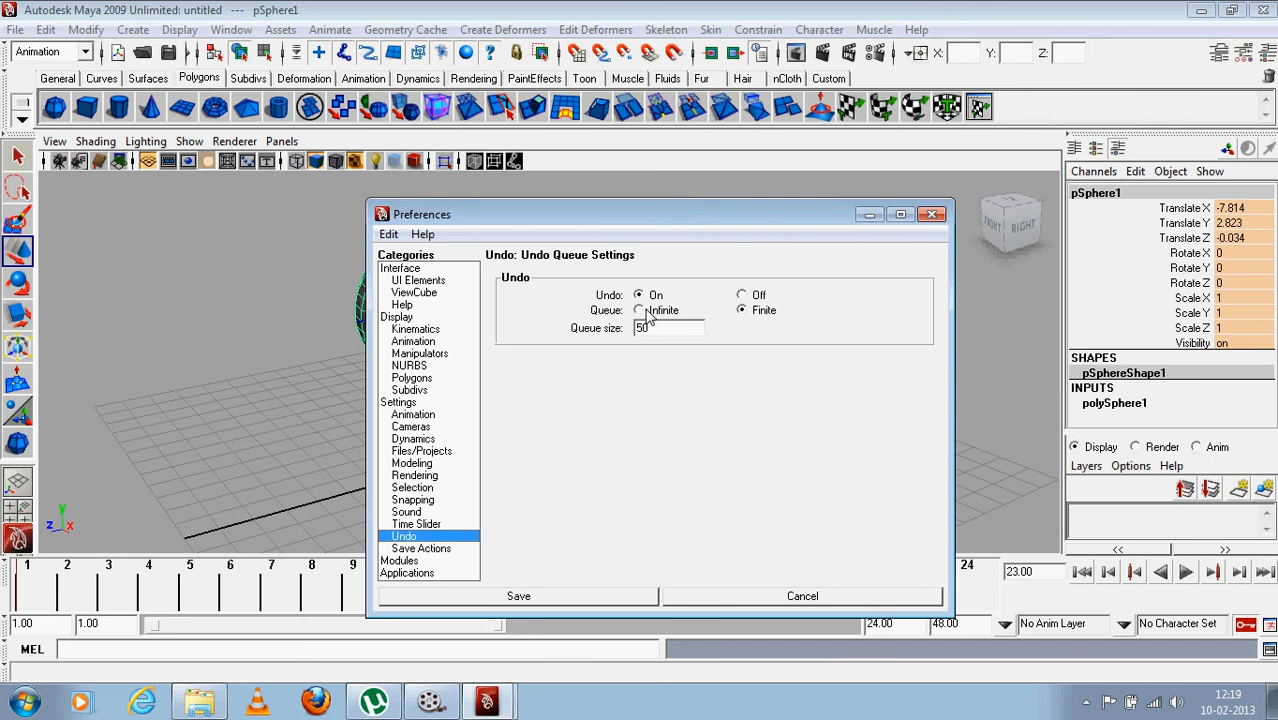 Autodesk Maya 2009 Unlimited: untitled --- pSphere1
File Edit Modify Create Display Window Assets Animate Geometry Cache Create Deformers Edit Deformers Skeleton Skin Constrain Character Muscle Help
Animation X: Y: Z:
General Curves Surfaces Polygons Subdivs Deformation Animation Dynamics Rendering PaintEffects Toon Muscle Fluids Fur Hair nCloth Custom
View Shading Lighting Show Renderer Panels
Channels Edit Object Show
pSphere1
Translate X -7.814
Translate Y 2.823
Translate Z -0.034
Rotate X 0
Rotate Y 0
Rotate Z 0
Scale X 1
Scale Y 1
Scale Z 1
Visibility on
SHAPES
pSphereShape1
INPUTS
polySphere1
Display Render Anim
Layers Options Help
<< >>
FRONT RIGHT
Preferences
Edit Help
Categories
Interface
UI Elements
ViewCube
Help
Display
Kinematics
Animation
Manipulators
NURBS
Polygons
Subdivs
Settings
Animation
Cameras
Dynamics
Files/Projects
Modeling
Rendering
Selection
Snapping
Sound
Time Slider
Undo
Save Actions
Modules
Applications
Undo: Undo Queue Settings
Undo
Undo: On Off
Queue: Infinite Finite
Queue size: 50
Save Cancel
y
z x
1 2 3 4 5 6 7 8 9 24 23.00
1.00 1.00 24.00 48.00 No Anim Layer No Character Set
MEL
12:19
10-02-2013